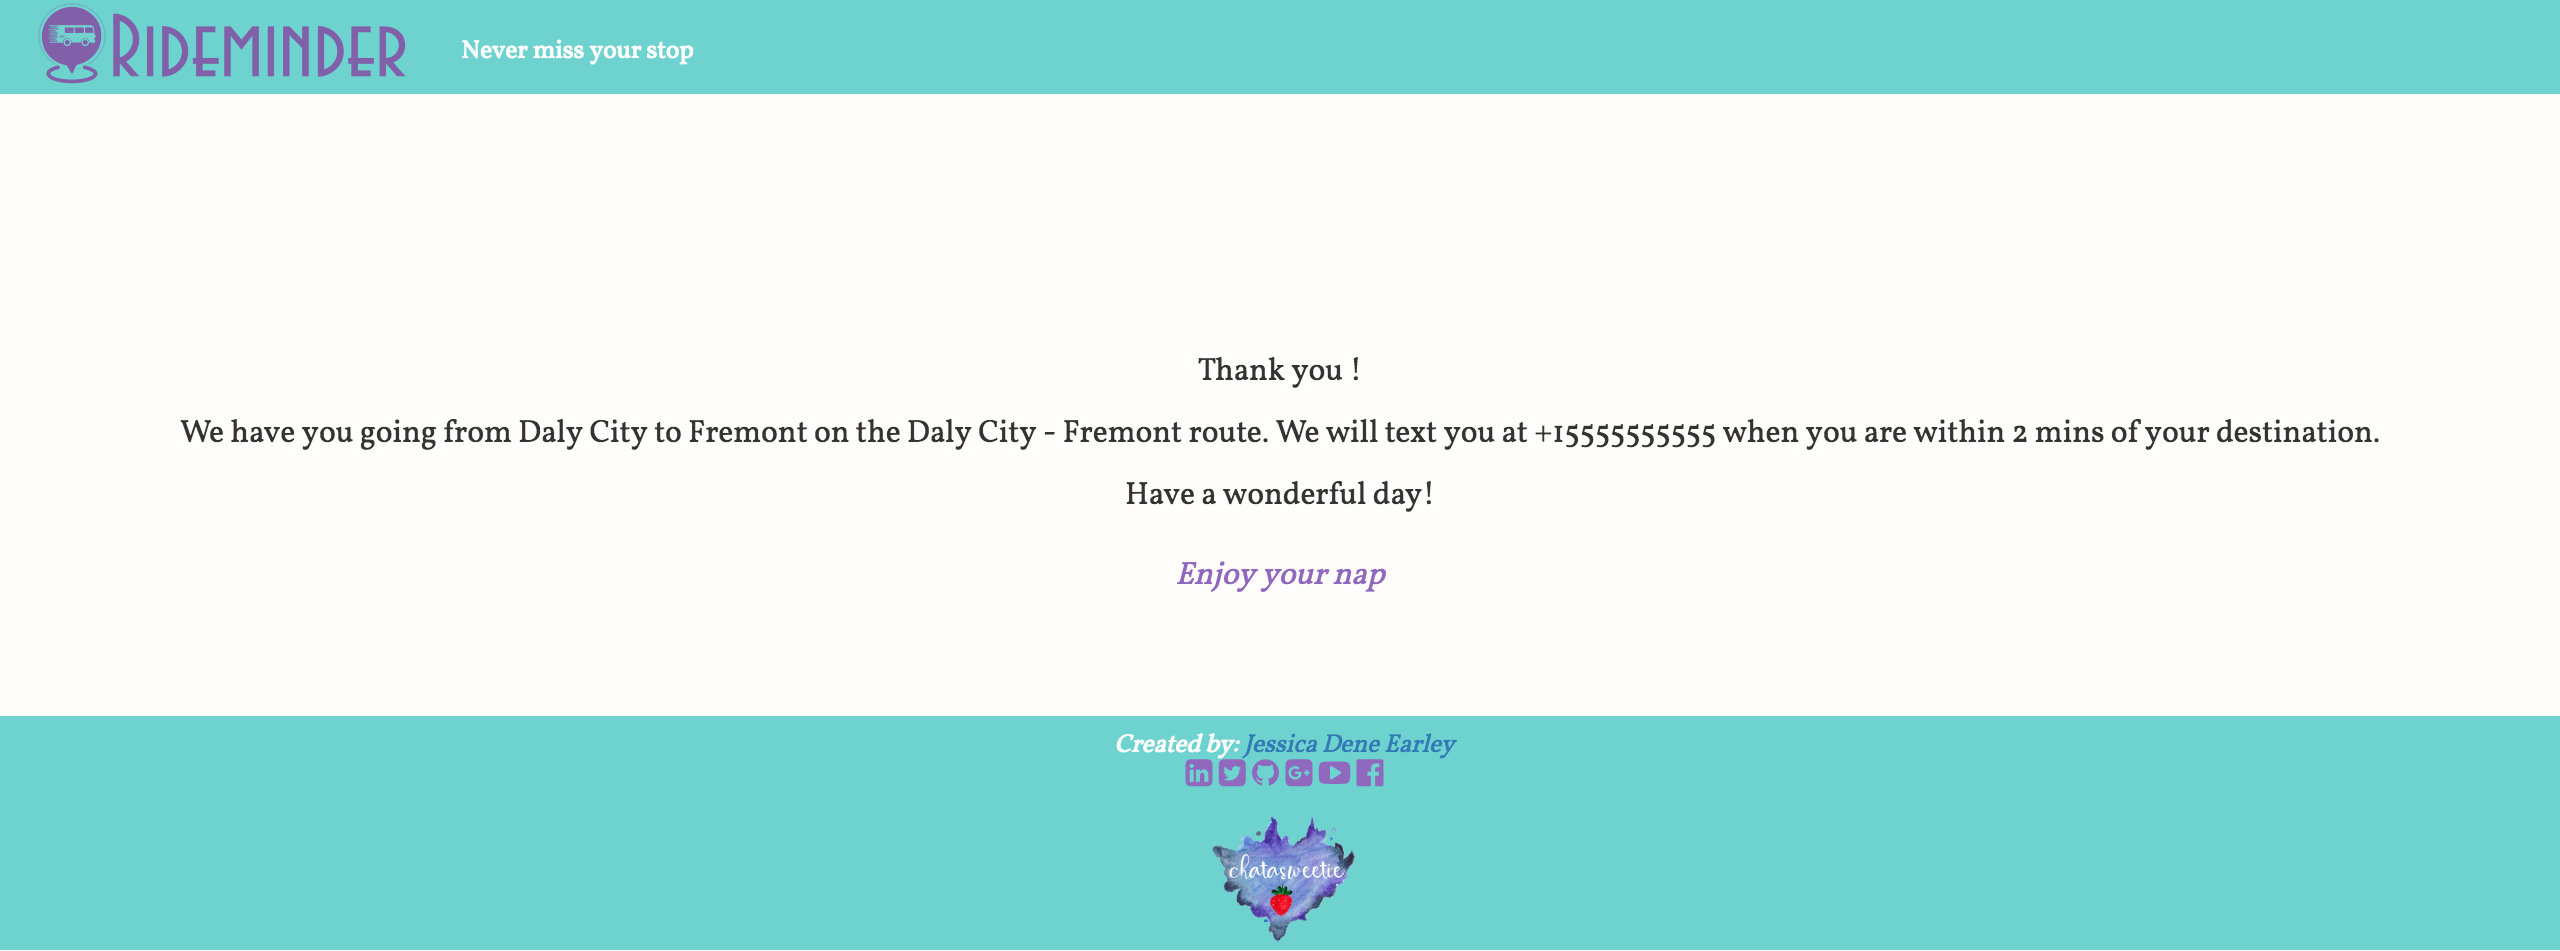 RIDEMINDER
Never miss your stop
Thank you !
We have you going from Daly City to Fremont on the Daly City - Fremont route. We will text you at +15555555555 when you are within 2 mins of your destination.
Have a wonderful day!
Enjoy your nap
Created by: Jessica Dene Earley
chatasweetie